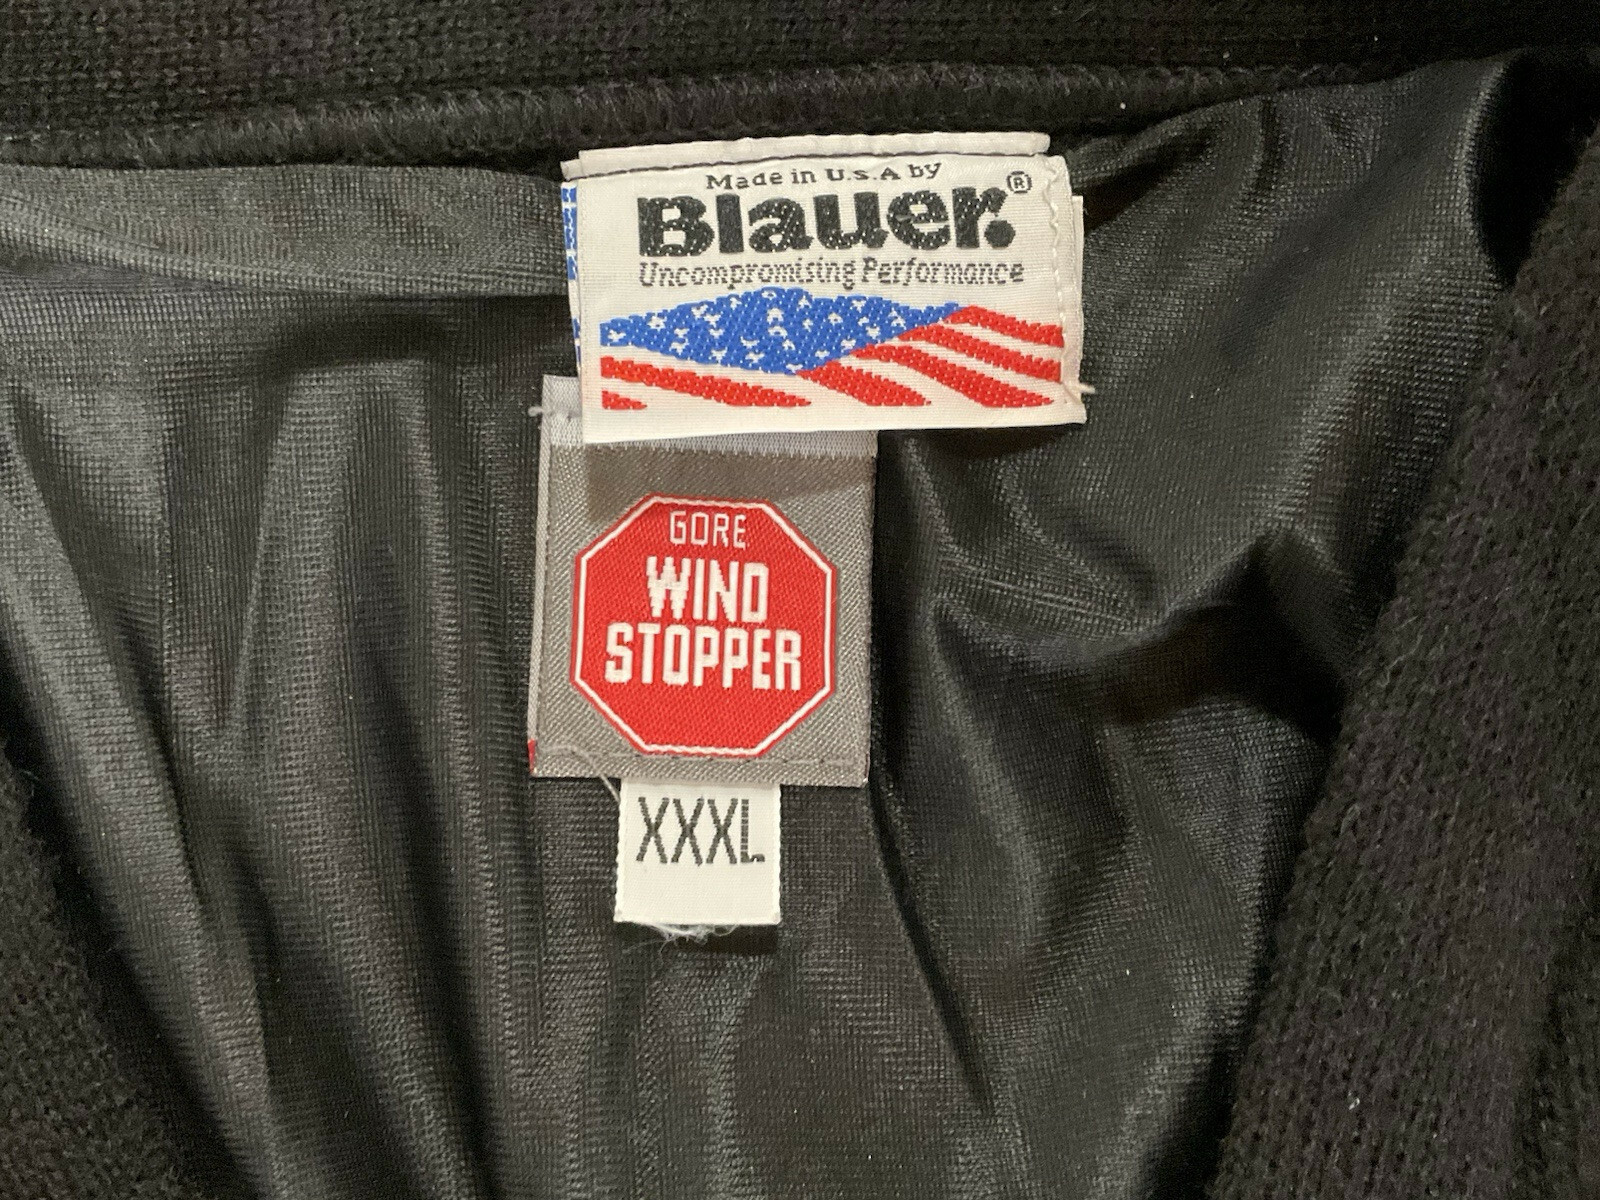 Made in U.S.A by
Blauer.®
Uncompromising Performance
GORE
WIND
STOPPER
XXXL